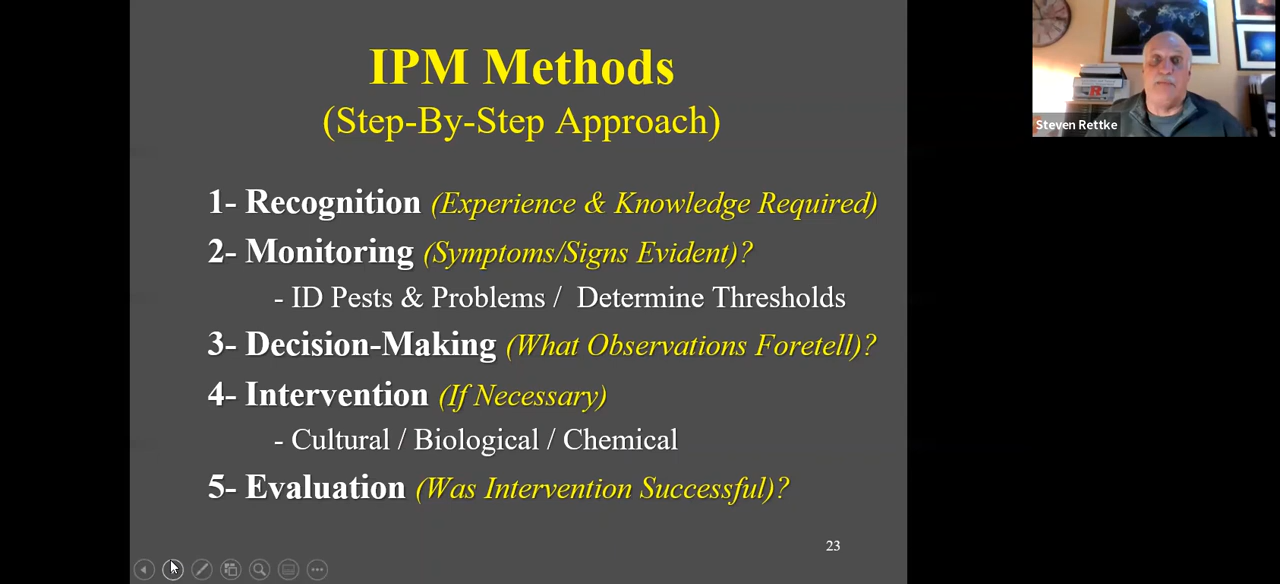 IPM Methods
(Step-By-Step Approach)
1- Recognition (Experience & Knowledge Required)
2- Monitoring (Symptoms/Signs Evident)?
- ID Pests & Problems / Determine Thresholds
3- Decision-Making (What Observations Foretell)?
4- Intervention (If Necessary)
- Cultural / Biological / Chemical
5- Evaluation (Was Intervention Successful)?
23
R
Steven Rettke